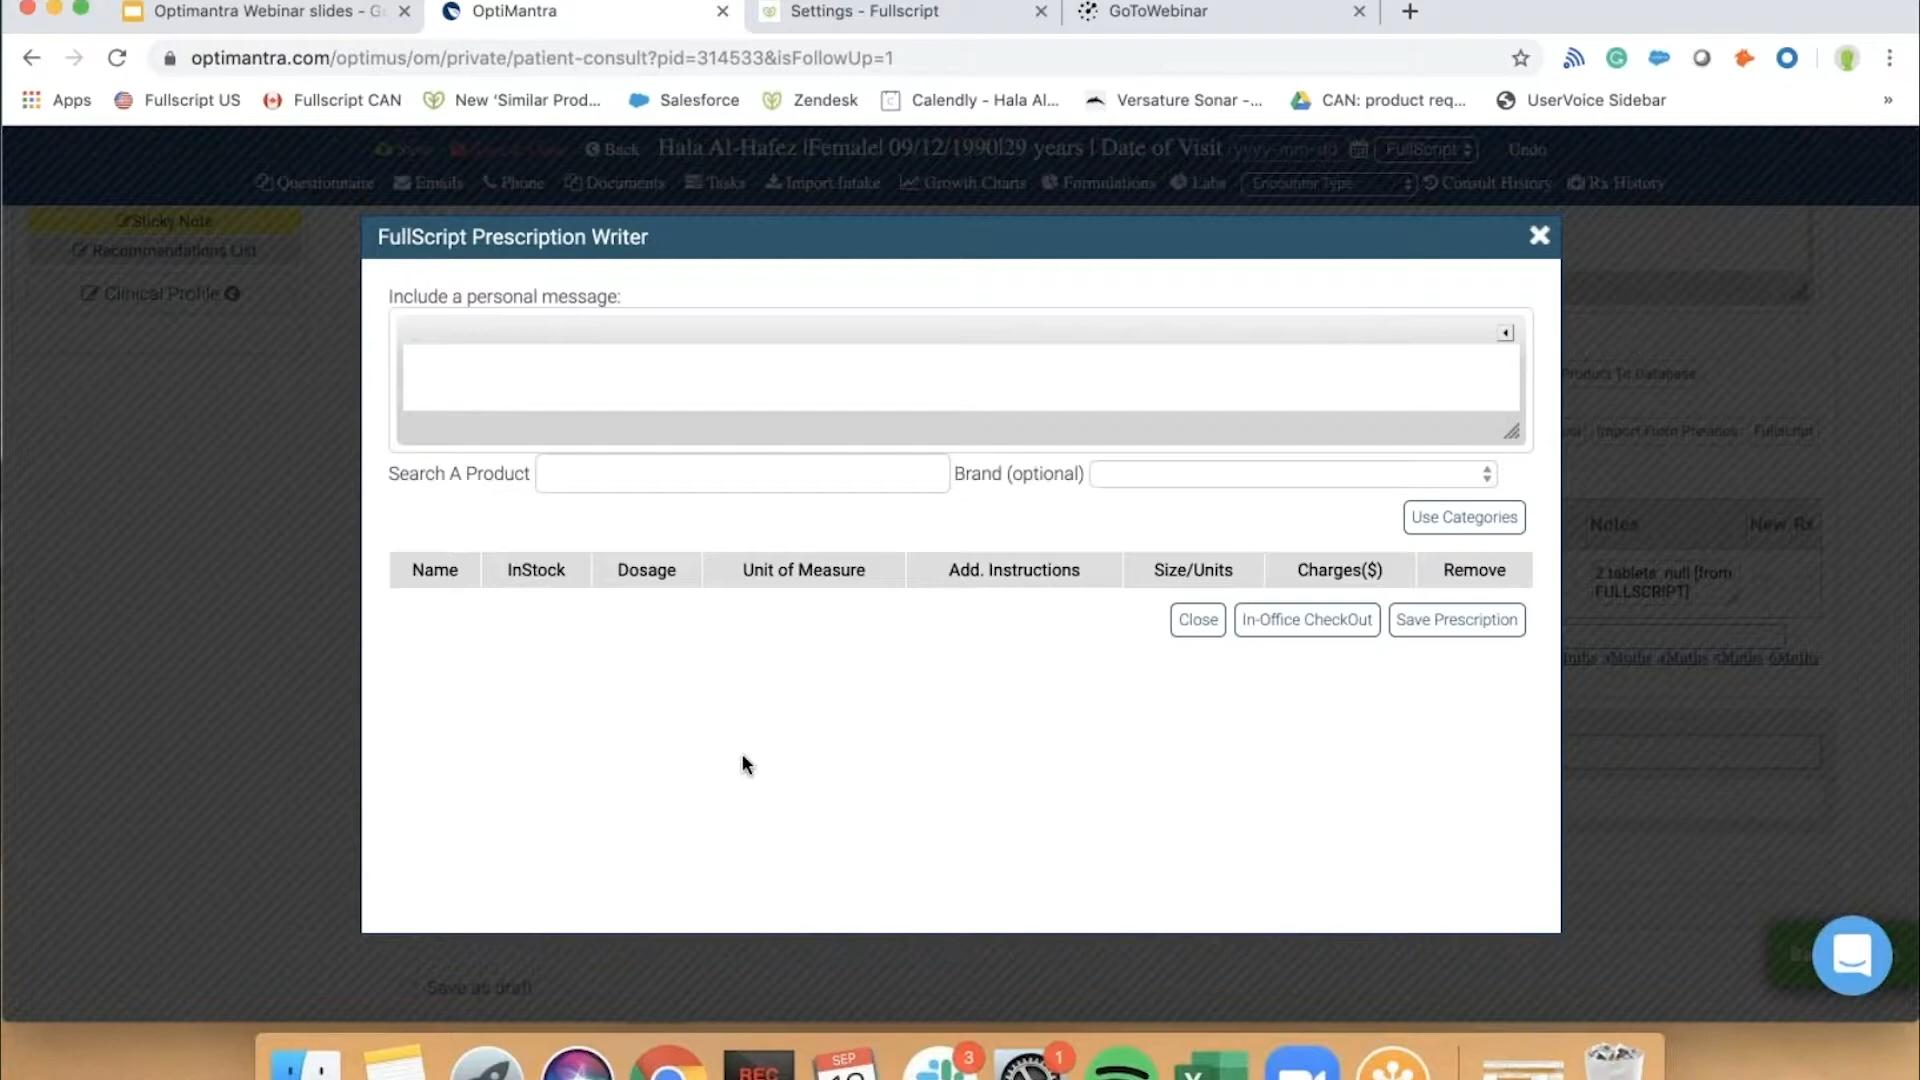 Optimantra Webinar slides - G
OptiMantra
Settings - Fullscript
GoToWebinar
optimantra.com/optimus/om/private/patient-consult?pid=314533&isFollowUp=1
Apps
Fullscript US
Fullscript CAN
New ‘Similar Prod...
Salesforce
Zendesk
Calendly - Hala Al...
Versature Sonar -...
CAN: product req...
UserVoice Sidebar
»
Back Hala Al-Hafez |Female| 09/12/1990|29 years | Date of Visit yyyy-mm-dd FullScript Undo
Questionnaire Emails Phone Documents Tasks Import Intake Growth Charts Formulations Labs Encounter Type Consult History Rx History
Sticky Note
Recommendations List
Clinical Profile
FullScript Prescription Writer
Include a personal message:
Search A Product
Brand (optional)
Use Categories
Name InStock Dosage Unit of Measure Add. Instructions Size/Units Charges($) Remove
Close In-Office CheckOut Save Prescription
Product To Database
Import From Previous Fullscript
Notes New Rx
2 tablets null [from
FULLSCRIPT]
Save as draft
3
1
REC
SEP